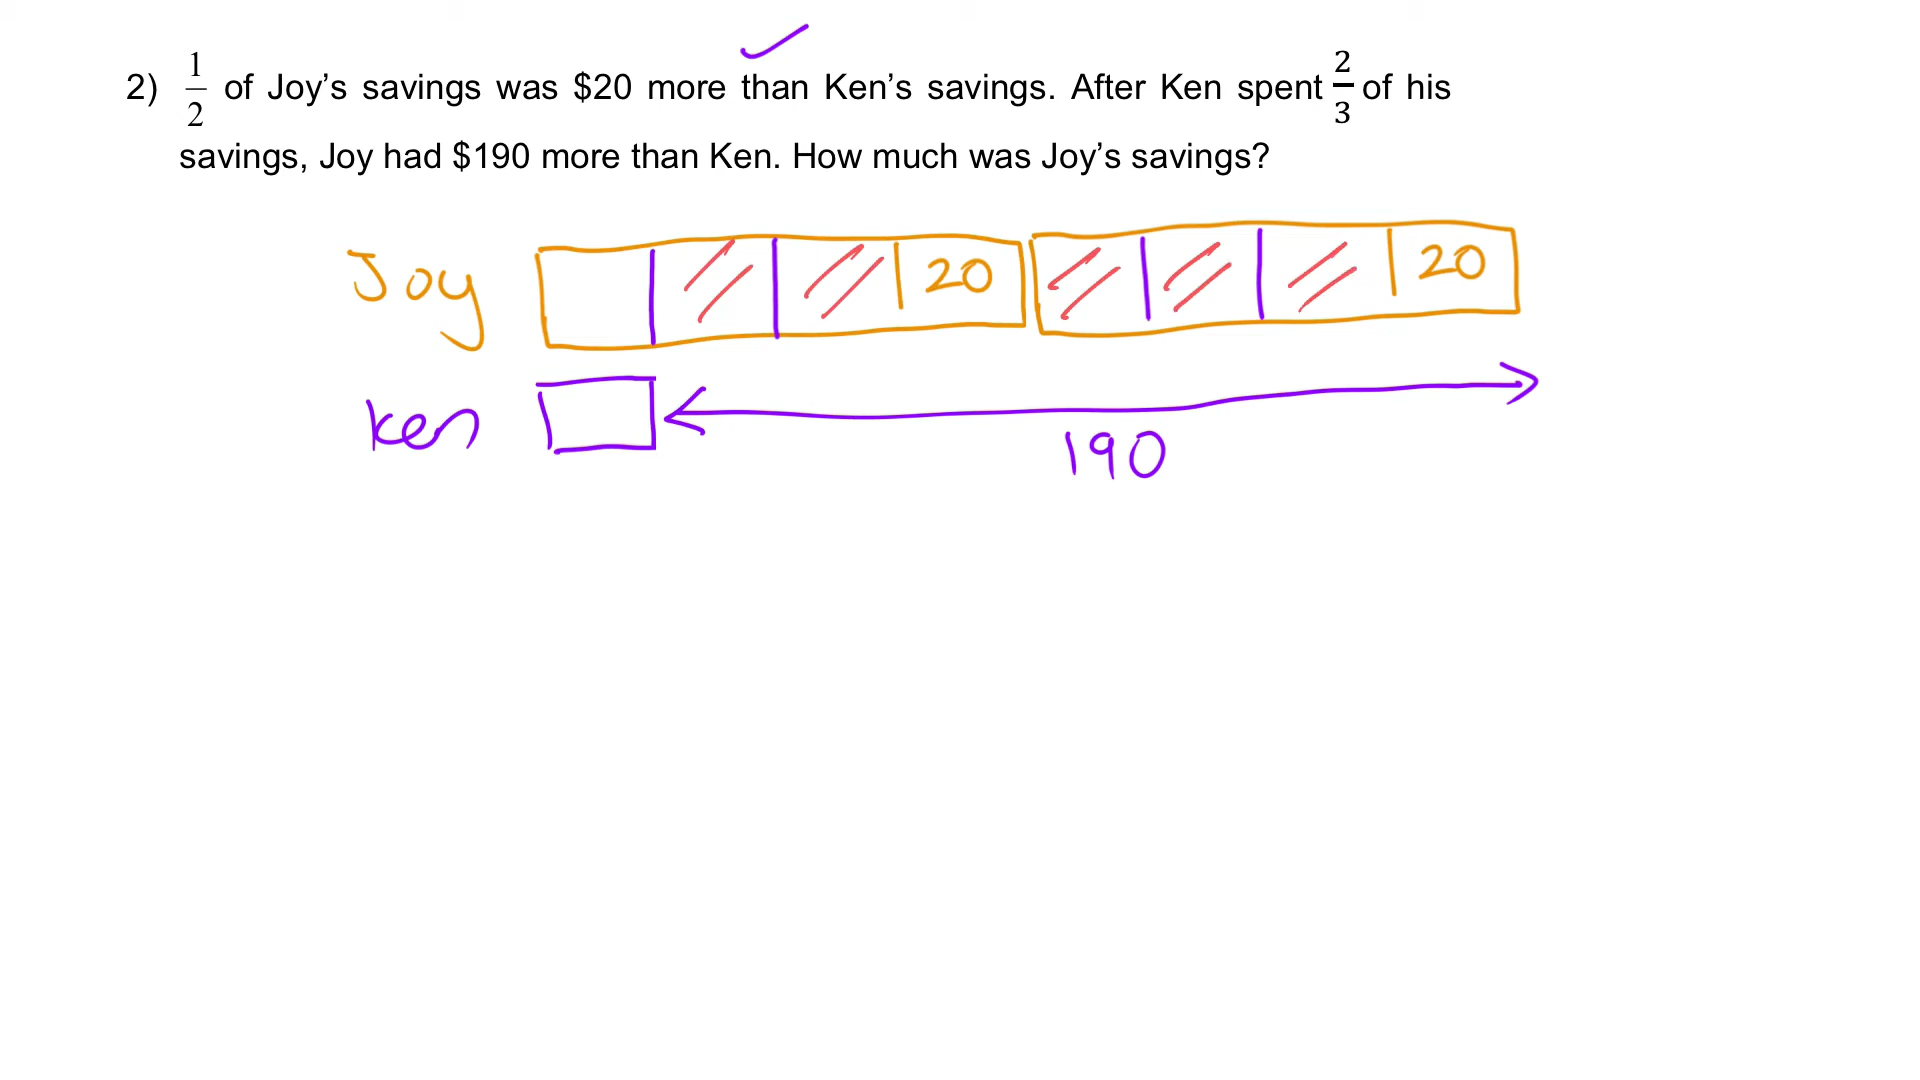 2) 1/2 of Joy’s savings was $20 more than Ken’s savings. After Ken spent 2/3 of his
savings, Joy had $190 more than Ken. How much was Joy’s savings?
Joy 20 20
Ken
190